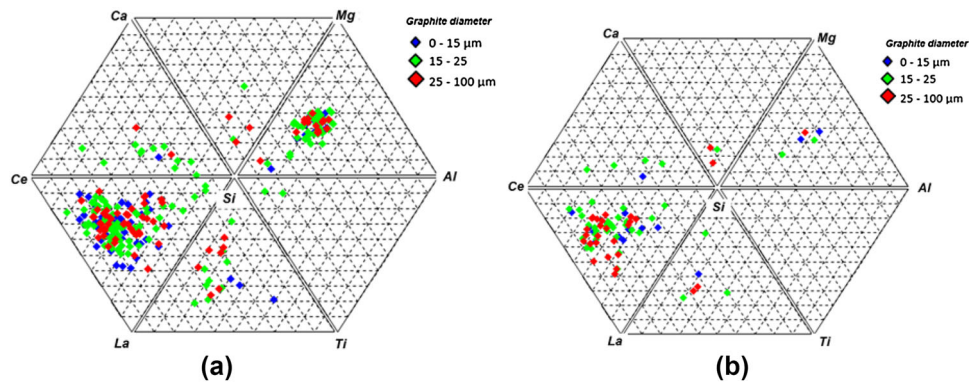 Graphite diameter
0 - 15 µm
15 - 25
25 - 100 µm
Ca
Mg
Ce
Al
Si
La
Ti
(a)
Graphite diameter
0 - 15 µm
15 - 25
25 - 100 µm
Ca
Mg
Ce
Al
Si
La
Ti
(b)